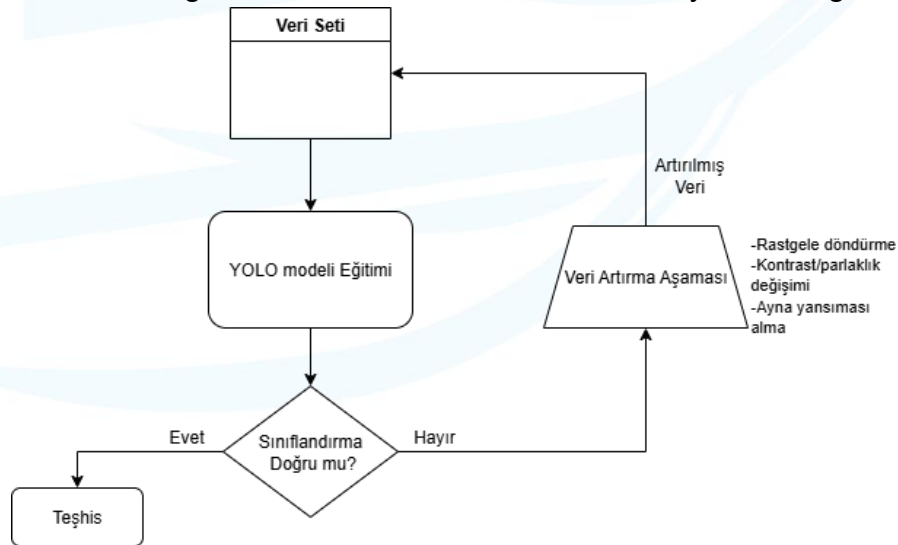 Veri Seti
Artırılmış
Veri
YOLO modeli Eğitimi
Veri Artırma Aşaması
-Rastgele döndürme
-Kontrast/parlaklık
değişimi
-Ayna yansıması
alma
Evet
Sınıflandırma
Doğru mu?
Hayır
Teşhis